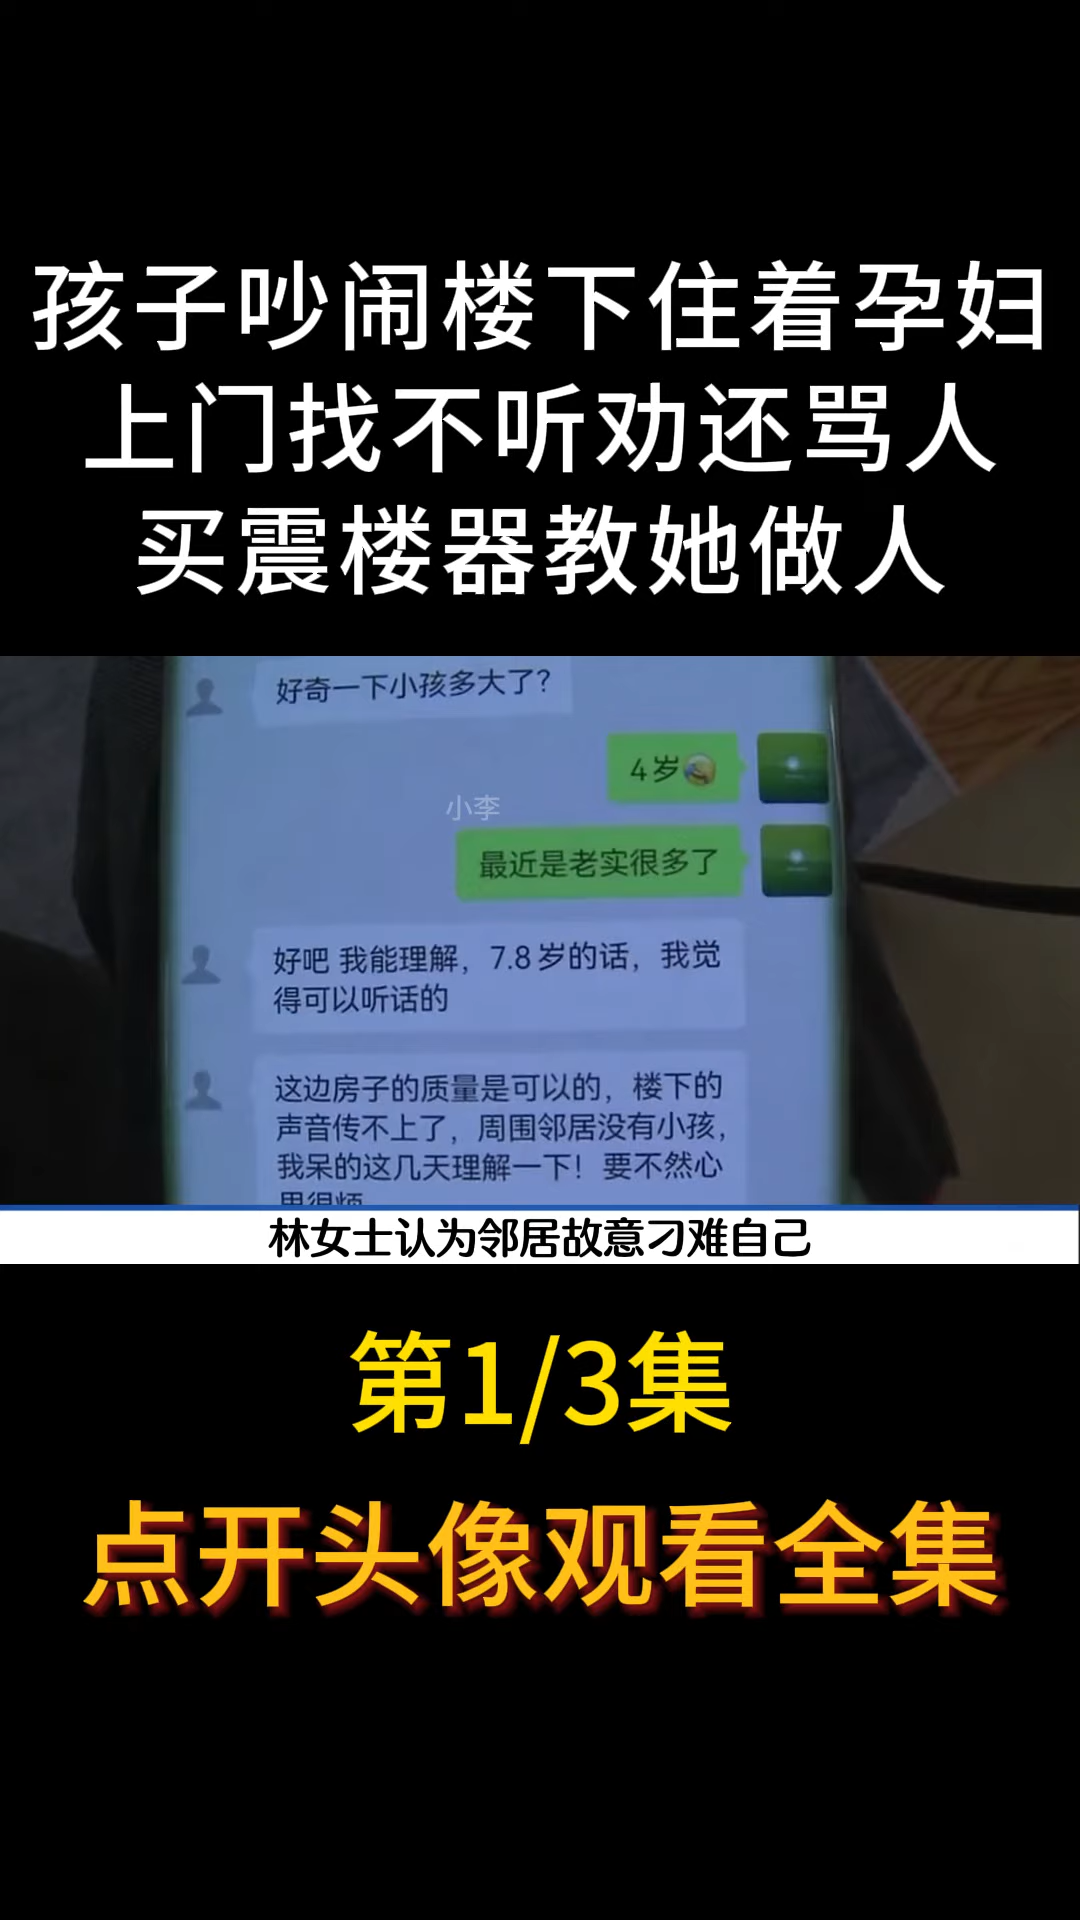 孩子吵闹楼下住着孕妇
上门找不听劝还骂人
买震楼器教她做人
好奇一下小孩多大了？
4岁
小李
最近是老实很多了
好吧 我能理解，7.8岁的话，我觉
得可以听话的
这边房子的质量是可以的，楼下的
声音传不上了，周围邻居没有小孩，
我呆的这几天理解一下！要不然心
里很烦
林女士认为邻居故意刁难自己
第1/3集
点开头像观看全集